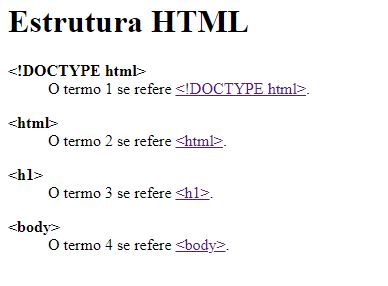 Estrutura HTML
<!DOCTYPE html>
O termo 1 se refere <!DOCTYPE html>.
<html>
O termo 2 se refere <html>.
<h1>
O termo 3 se refere <h1>.
<body>
O termo 4 se refere <body>.